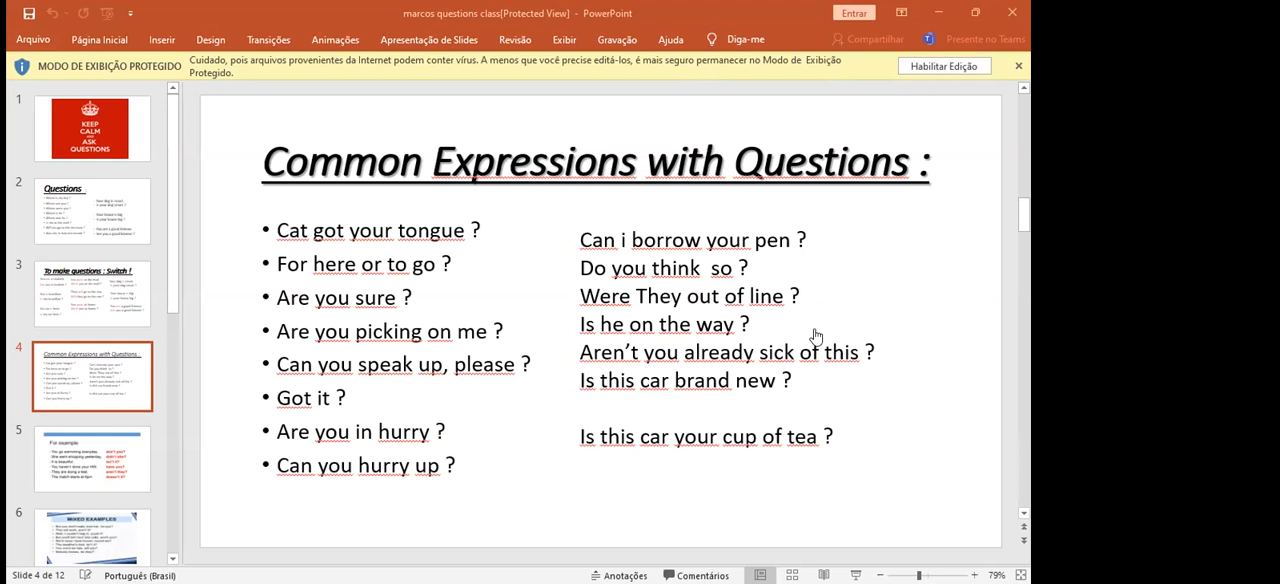 marcos questions class[Protected View] - PowerPoint
Entrar
Arquivo Página Inicial Inserir Design Transições Animações Apresentação de Slides Revisão Exibir Gravação Ajuda Diga-me Compartilhar Presente no Teams
MODO DE EXIBIÇÃO PROTEGIDO Cuidado, pois arquivos provenientes da Internet podem conter vírus. A menos que você precise editá-los, é mais seguro permanecer no Modo de Exibição
Protegido.
Habilitar Edição
1
KEEP
CALM
AND
ASK
QUESTIONS
2
Questions
3
To make questions : Switch !
4
Common Expressions with Questions :
5
For example
6
MIXED EXAMPLES
Common Expressions with Questions :
• Cat got your tongue ?
• For here or to go ?
• Are you sure ?
• Are you picking on me ?
• Can you speak up, please ?
• Got it ?
• Are you in hurry ?
• Can you hurry up ?
Can i borrow your pen ?
Do you think so ?
Were They out of line ?
Is he on the way ?
Aren't you already sick of this ?
Is this car brand new ?
Is this car your cup of tea ?
Slide 4 de 12 Português (Brasil) Anotações Comentários 79%